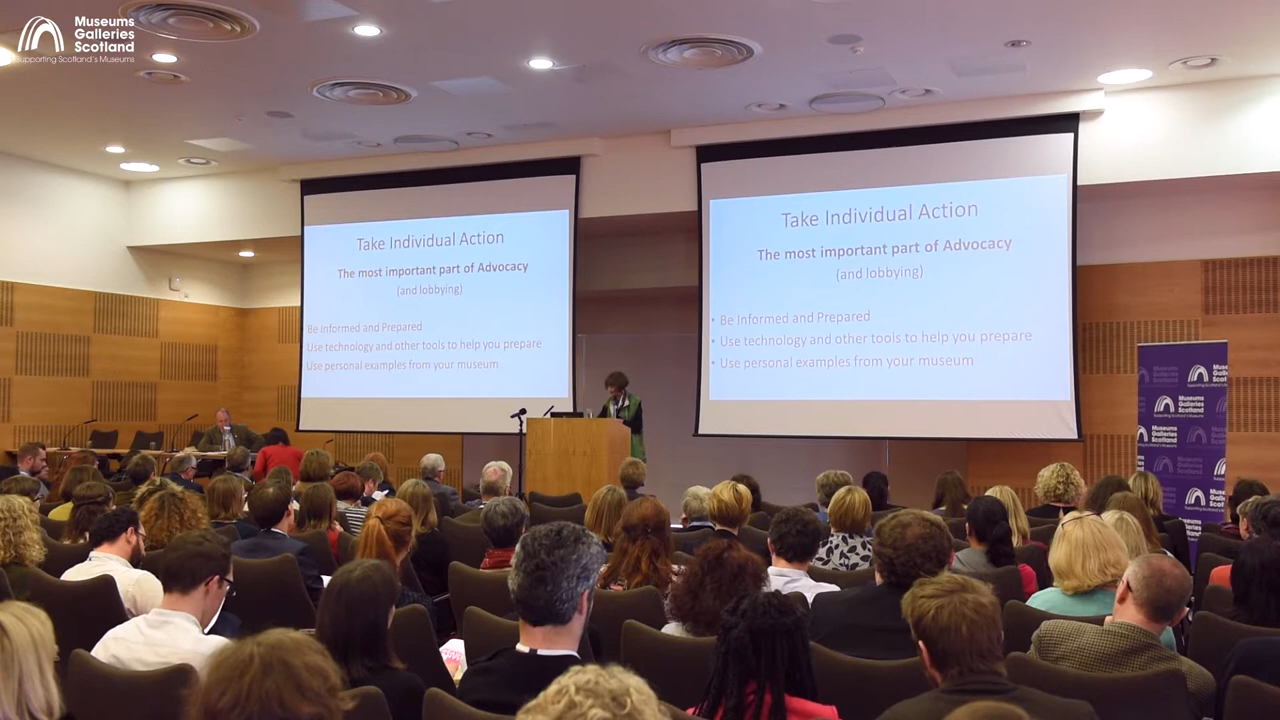 Museums
Galleries
Scotland
Supporting Scotland's Museums
Take Individual Action
The most important part of Advocacy
(and lobbying)
Be Informed and Prepared
Use technology and other tools to help you prepare
Use personal examples from your museum
Take Individual Action
The most important part of Advocacy
(and lobbying)
• Be Informed and Prepared
• Use technology and other tools to help you prepare
• Use personal examples from your museum
Museums
Galleries
Scotland